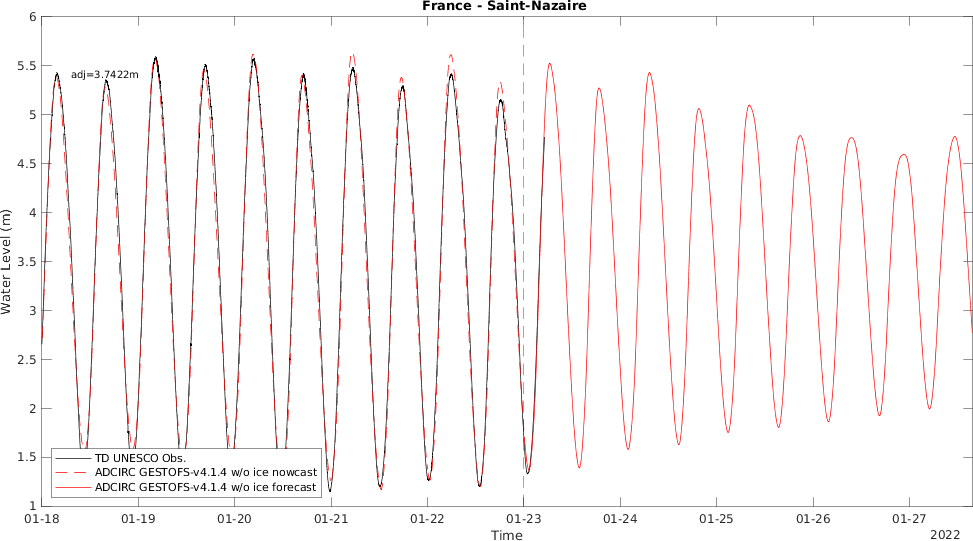 France - Saint-Nazaire
6
5.5
5
4.5
4
3.5
3
2.5
2
1.5
1
Water Level (m)
adj=3.7422m
TD UNESCO Obs.
ADCIRC GESTOFS-v4.1.4 w/o ice nowcast
ADCIRC GESTOFS-v4.1.4 w/o ice forecast
01-18 01-19 01-20 01-21 01-22 01-23 01-24 01-25 01-26 01-27
Time
2022